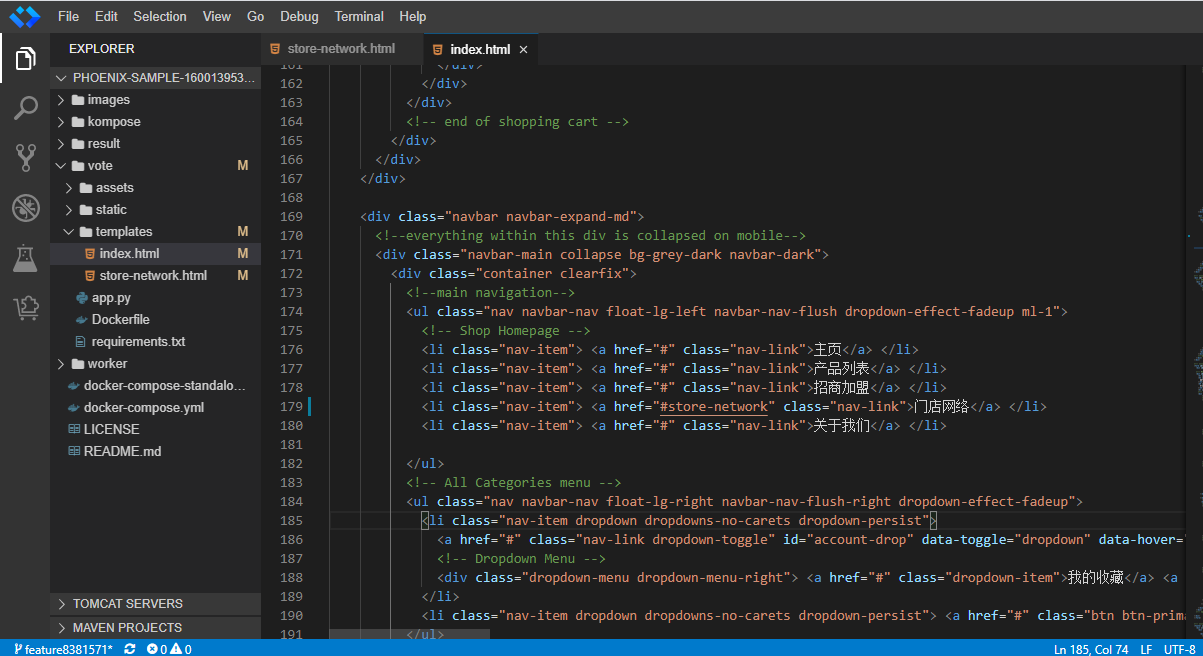 File Edit Selection View Go Debug Terminal Help
EXPLORER
PHOENIX-SAMPLE-160013953...
images
kompose
result
vote M
assets
static
templates M
index.html M
store-network.html M
app.py
Dockerfile
requirements.txt
worker
docker-compose-standalo...
docker-compose.yml
LICENSE
README.md
TOMCAT SERVERS
MAVEN PROJECTS
store-network.html index.html ×
161 </div>
162 </div>
163 </div>
164 <!-- end of shopping cart -->
165 </div>
166 </div>
167 </div>
168
169 <div class="navbar navbar-expand-md">
170 <!--everything within this div is collapsed on mobile-->
171 <div class="navbar-main collapse bg-grey-dark navbar-dark">
172 <div class="container clearfix">
173 <!--main navigation-->
174 <ul class="nav navbar-nav float-lg-left navbar-nav-flush dropdown-effect-fadeup ml-1">
175 <!-- Shop Homepage -->
176 <li class="nav-item"> <a href="#" class="nav-link">主页</a> </li>
177 <li class="nav-item"> <a href="#" class="nav-link">产品列表</a> </li>
178 <li class="nav-item"> <a href="#" class="nav-link">招商加盟</a> </li>
179 <li class="nav-item"> <a href="#store-network" class="nav-link">门店网络</a> </li>
180 <li class="nav-item"> <a href="#" class="nav-link">关于我们</a> </li>
181
182 </ul>
183 <!-- All Categories menu -->
184 <ul class="nav navbar-nav float-lg-right navbar-nav-flush-right dropdown-effect-fadeup">
185 <li class="nav-item dropdown dropdowns-no-carets dropdown-persist">
186 <a href="#" class="nav-link dropdown-toggle" id="account-drop" data-toggle="dropdown" data-hover=
187 <!-- Dropdown Menu -->
188 <div class="dropdown-menu dropdown-menu-right"> <a href="#" class="dropdown-item">我的收藏</a> <a
189 </li>
190 <li class="nav-item dropdown dropdowns-no-carets dropdown-persist"> <a href="#" class="btn btn-prim
191 </ul>
feature8381571* 0 0 Ln 185, Col 74 LF UTF-8